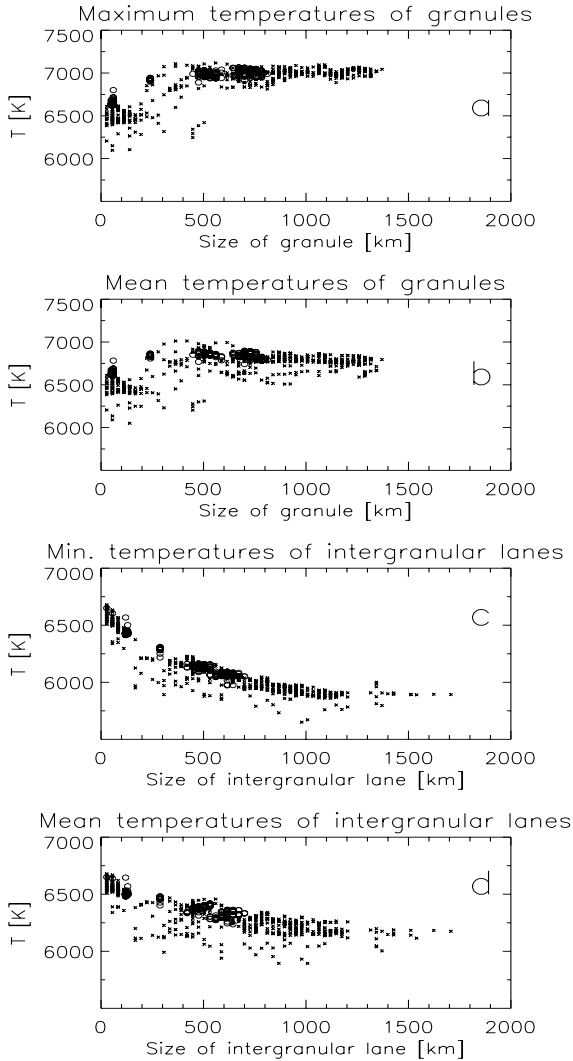 Maximum temperatures of granules
7500
7000
6500
6000
T [K]
a
0 500 1000 1500 2000
Size of granule [km]
Mean temperatures of granules
7500
7000
6500
6000
T [K]
b
0 500 1000 1500 2000
Size of granule [km]
Min. temperatures of intergranular lanes
7000
6500
6000
T [K]
c
0 500 1000 1500 2000
Size of intergranular lane [km]
Mean temperatures of intergranular lanes
7000
6500
6000
T [K]
d
0 500 1000 1500 2000
Size of intergranular lane [km]